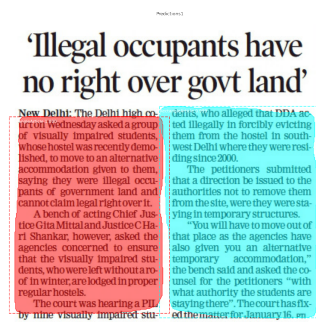 'Illegal occupants have
no right over govt land'
New Delhi: The Delhi high co-
urt on Wednesday asked a group
of visually impaired students,
whose hostel was recently demo-
lished, to move to an alternative
accommodation given to them,
saying they were illegal occu-
pants of government land and
cannot claim legal right over it.
A bench of acting Chief Jus-
tice Gita Mittal and Justice C Ha-
ri Shankar, however, asked the
agencies concerned to ensure
that the visually impaired stu-
dents, who were left without a ro-
of in winter, are lodged in proper
regular hostels.
The court was hearing a PIL
by nine visually impaired stu-
dents, who alleged that DDA ac-
ted illegally in forcibly evicting
them from the hostel in south-
west Delhi where they were resi-
ding since 2000.
The petitioners submitted
that a direction be issued to the
authorities not to remove them
from the site, were they were sta-
ying in temporary structures.
"You will have to move out of
that place as the agencies have
also given you an alternative
temporary accommodation,"
the bench said and asked the co-
unsel for the petitioners "with
what authority the students are
staying there". The court has fix-
ed the matter for January 16. PTI